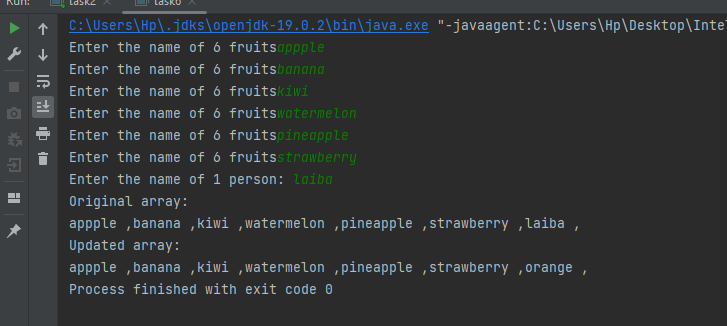 Run: task2 × task6 ×
C:\Users\Hp\.jdks\openjdk-19.0.2\bin\java.exe "-javaagent:C:\Users\Hp\Desktop\Inte
Enter the name of 6 fruitsappple
Enter the name of 6 fruitsbanana
Enter the name of 6 fruitskiwi
Enter the name of 6 fruitswatermelon
Enter the name of 6 fruitspineapple
Enter the name of 6 fruitsstrawberry
Enter the name of 1 person: laiba
Original array:
appple ,banana ,kiwi ,watermelon ,pineapple ,strawberry ,laiba ,
Updated array:
appple ,banana ,kiwi ,watermelon ,pineapple ,strawberry ,orange ,
Process finished with exit code 0